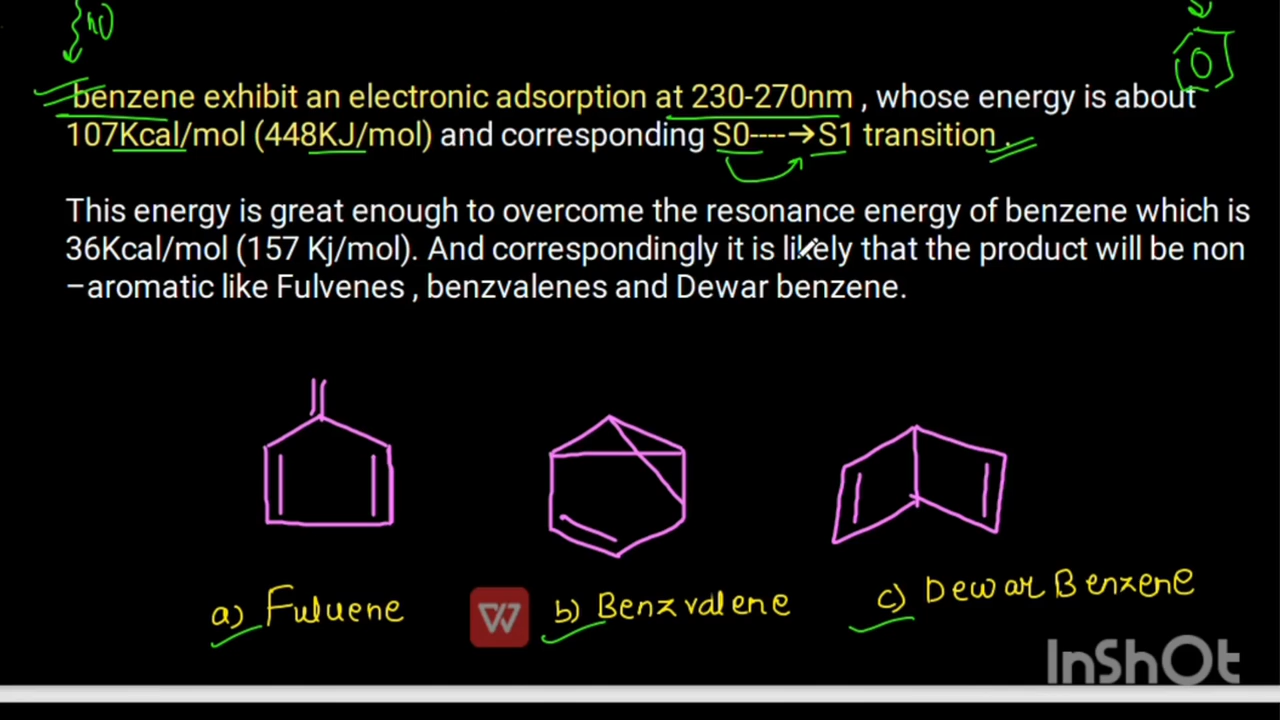 hν
benzene exhibit an electronic adsorption at 230-270nm , whose energy is about
107Kcal/mol (448KJ/mol) and corresponding S0----→S1 transition .
This energy is great enough to overcome the resonance energy of benzene which is
36Kcal/mol (157 Kj/mol). And correspondingly it is likely that the product will be non
–aromatic like Fulvenes , benzvalenes and Dewar benzene.
a) Fuluene
b) Benzvalene
c) Dewar Benzene
W
InShOt